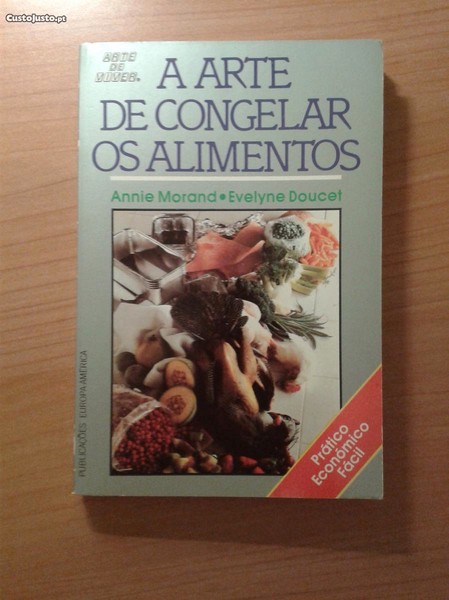 CustoJusto.pt
ARTE
DE
VIVER.
A ARTE
DE CONGELAR
OS ALIMENTOS
Annie Morand • Evelyne Doucet
PUBLICAÇÕES EUROPA-AMÉRICA
Prático
Económico
Fácil